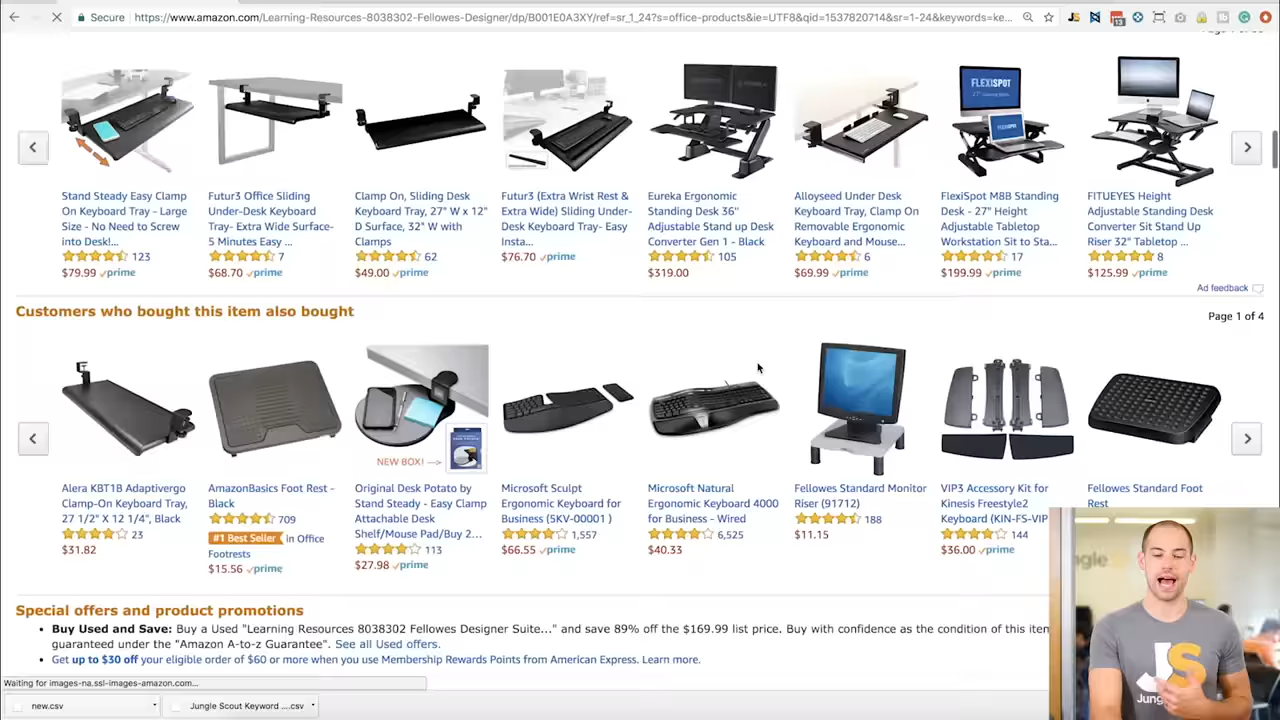 Secure
https://www.amazon.com/Learning-Resources-8038302-Fellowes-Designer/dp/B001E0A3XY/ref=sr_1_24?s=office-products&ie=UTF8&qid=1537820714&sr=1-24&keywords=ke...
JS
13
FLEXISPOT
FLEXISPOT
Stand Steady Easy Clamp
On Keyboard Tray - Large
Size - No Need to Screw
into Desk!...
123
$79.99 prime
Futur3 Office Sliding
Under-Desk Keyboard
Tray- Extra Wide Surface-
5 Minutes Easy ...
7
$68.70 prime
Clamp On, Sliding Desk
Keyboard Tray, 27" W x 12"
D Surface, 32" W with
Clamps
62
$49.00 prime
Futur3 (Extra Wrist Rest &
Extra Wide) Sliding Under-
Desk Keyboard Tray- Easy
Insta...
$76.70 prime
Eureka Ergonomic
Standing Desk 36"
Adjustable Stand up Desk
Converter Gen 1 - Black
105
$319.00
Alloyseed Under Desk
Keyboard Tray, Clamp On
Removable Ergonomic
Keyboard and Mouse...
6
$69.99 prime
FlexiSpot M8B Standing
Desk - 27" Height
Adjustable Tabletop
Workstation Sit to Sta...
17
$199.99 prime
FITUEYES Height
Adjustable Standing Desk
Converter Sit Stand Up
Riser 32" Tabletop ...
8
$125.99 prime
Ad feedback
Customers who bought this item also bought
Page 1 of 4
NEW BOX!
Alera KBT1B Adaptivergo
Clamp-On Keyboard Tray,
27 1/2" X 12 1/4", Black
23
$31.82
AmazonBasics Foot Rest -
Black
709
#1 Best Seller in Office
Footrests
$15.56 prime
Original Desk Potato by
Stand Steady - Easy Clamp
Attachable Desk
Shelf/Mouse Pad/Buy 2...
113
$27.98 prime
Microsoft Sculpt
Ergonomic Keyboard for
Business (5KV-00001 )
1,557
$66.55 prime
Microsoft Natural
Ergonomic Keyboard 4000
for Business - Wired
6,525
$40.33
Fellowes Standard Monitor
Riser (91712)
188
$11.15
VIP3 Accessory Kit for
Kinesis Freestyle2
Keyboard (KIN-FS-VIP
144
$36.00 prime
Fellowes Standard Foot
Rest
Special offers and product promotions
• Buy Used and Save: Buy a Used "Learning Resources 8038302 Fellowes Designer Suite..." and save 89% off the $169.99 list price. Buy with confidence as the condition of this item
guaranteed under the "Amazon A-to-z Guarantee". See all Used offers.
• Get up to $30 off your eligible order of $60 or more when you use Membership Rewards Points from American Express. Learn more.
Waiting for images-na.ssl-images-amazon.com...
new.csv
Jungle Scout Keyword ....csv
JS